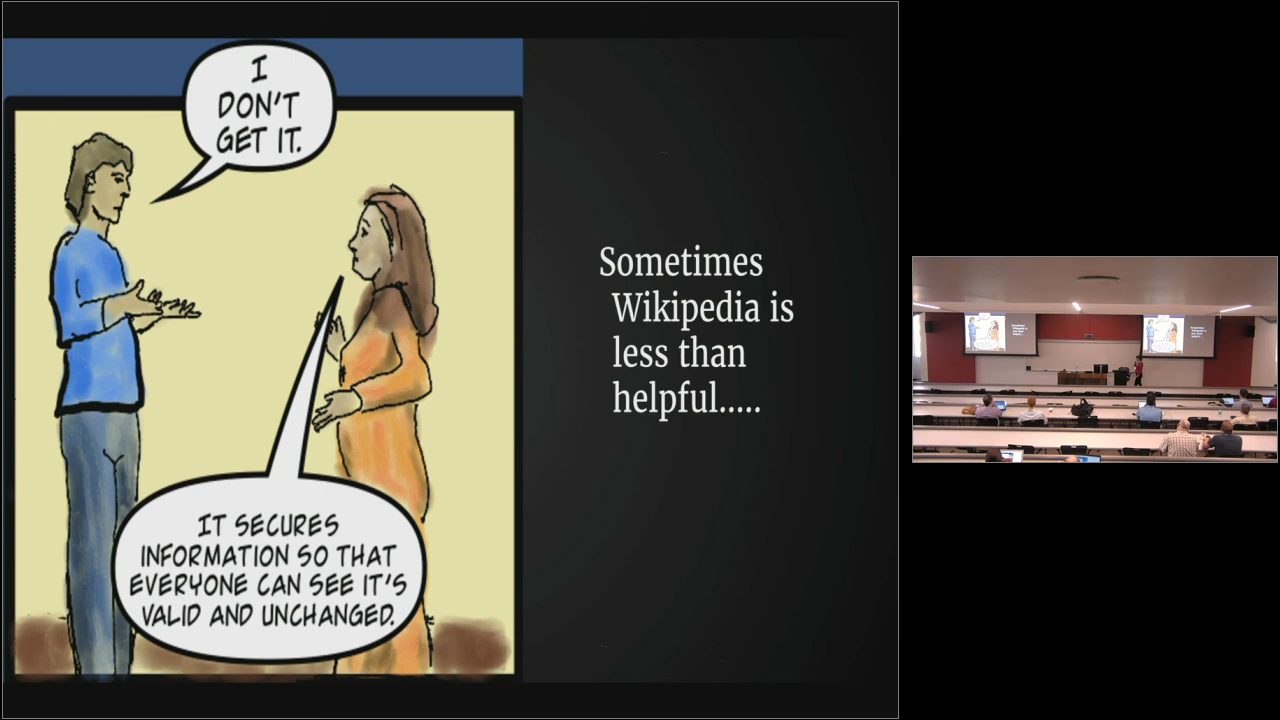 I
DON'T
GET IT.
IT SECURES
INFORMATION SO THAT
EVERYONE CAN SEE IT'S
VALID AND UNCHANGED.
Sometimes
Wikipedia is
less than
helpful.....